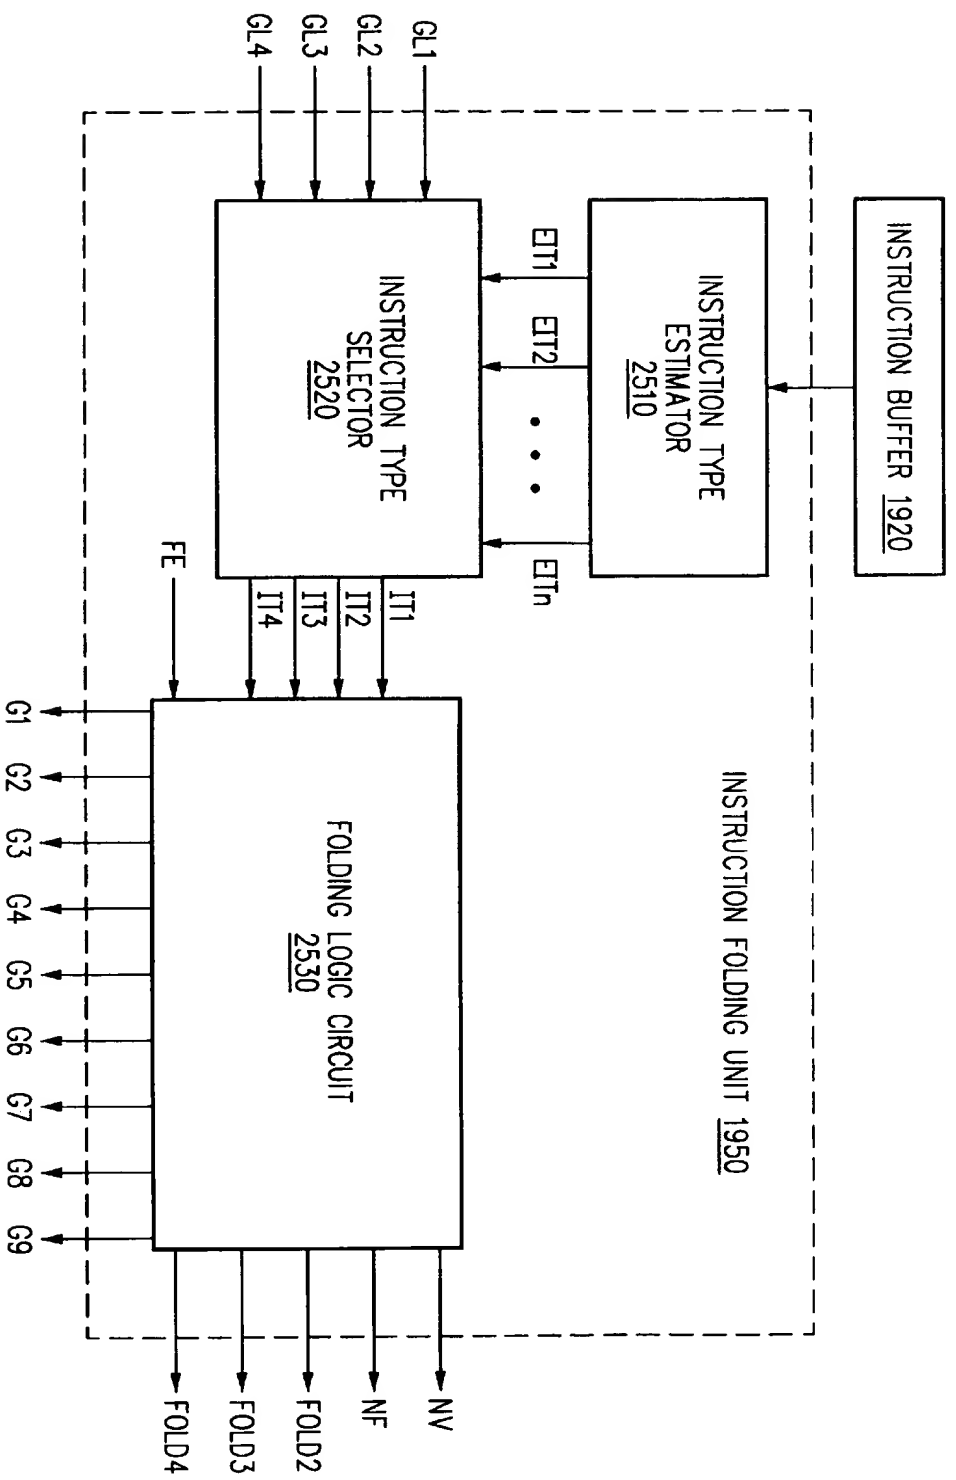 INSTRUCTION BUFFER 1920
INSTRUCTION FOLDING UNIT 1950
INSTRUCTION TYPE
ESTIMATOR
2510
EIT1
EIT2
EITn
GL1
GL2
GL3
GL4
INSTRUCTION TYPE
SELECTOR
2520
IT1
IT2
IT3
IT4
FE
FOLDING LOGIC CIRCUIT
2530
NV
NF
FOLD2
FOLD3
FOLD4
G1
G2
G3
G4
G5
G6
G7
G8
G9